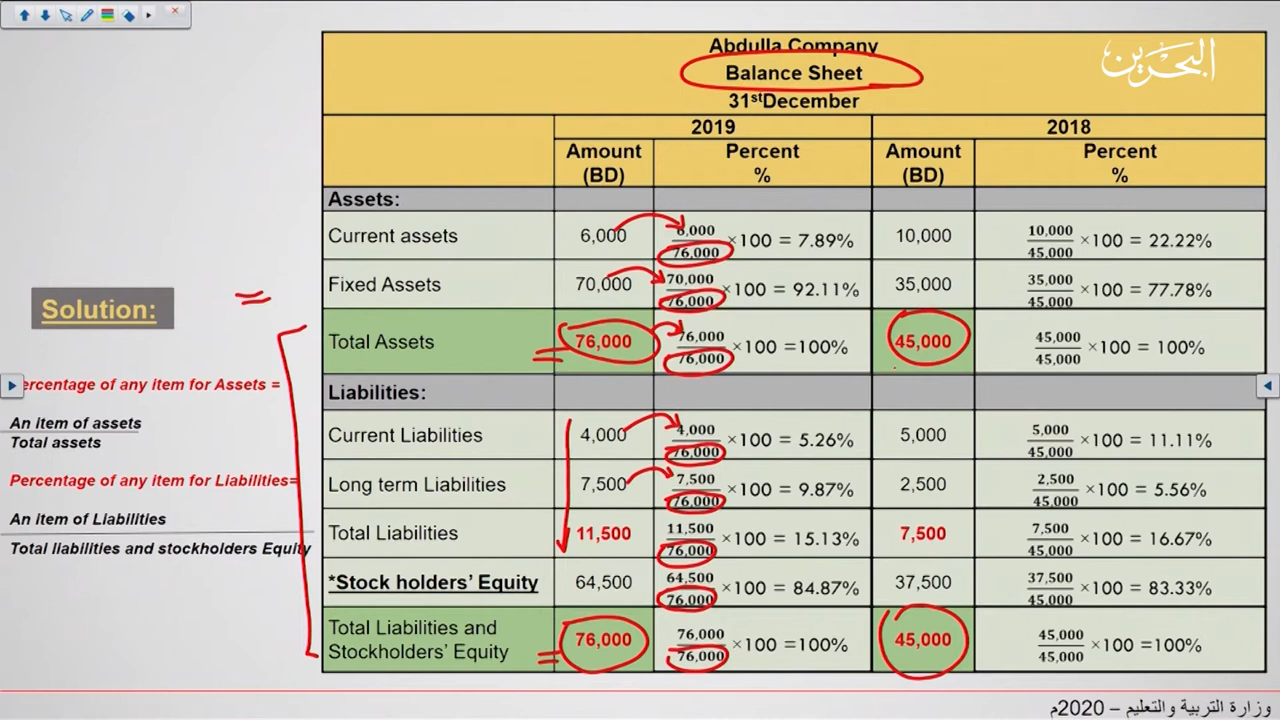 Abdulla Company
Balance Sheet
31stDecember
البحرين
2019 2018
Amount (BD) Percent % Amount (BD) Percent %
Assets:
Current assets 6,000 6,000/76,000 ×100 = 7.89% 10,000 10,000/45,000 ×100 = 22.22%
Fixed Assets 70,000 70,000/76,000 ×100 = 92.11% 35,000 35,000/45,000 ×100 = 77.78%
Total Assets 76,000 76,000/76,000 ×100 =100% 45,000 45,000/45,000 ×100 = 100%
Liabilities:
Current Liabilities 4,000 4,000/76,000 ×100 = 5.26% 5,000 5,000/45,000 ×100 = 11.11%
Long term Liabilities 7,500 7,500/76,000 ×100 = 9.87% 2,500 2,500/45,000 ×100 = 5.56%
Total Liabilities 11,500 11,500/76,000 ×100 = 15.13% 7,500 7,500/45,000 ×100 = 16.67%
*Stock holders' Equity 64,500 64,500/76,000 ×100 = 84.87% 37,500 37,500/45,000 ×100 = 83.33%
Total Liabilities and Stockholders' Equity 76,000 76,000/76,000 ×100 =100% 45,000 45,000/45,000 ×100 =100%
Solution:
ercentage of any item for Assets =
An item of assets
Total assets
Percentage of any item for Liabilities=
An item of Liabilities
Total liabilities and stockholders Equity
وزارة التربية والتعليم – 2020م